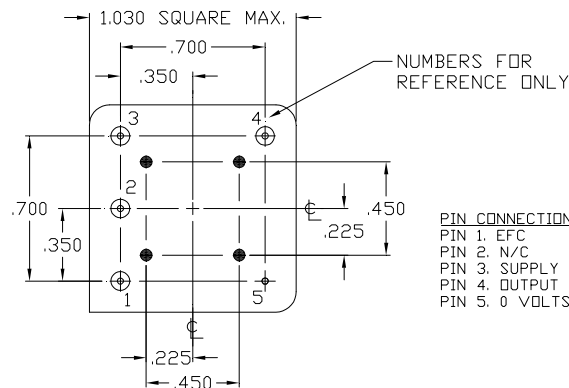 1.030 SQUARE MAX.
.700
.350
NUMBERS FOR
REFERENCE ONLY
3
4
2
.700
.350
.450
.225
℄
1
5
℄
.225
.450
PIN CONNECTION
PIN 1. EFC
PIN 2. N/C
PIN 3. SUPPLY
PIN 4. OUTPUT
PIN 5. 0 VOLTS